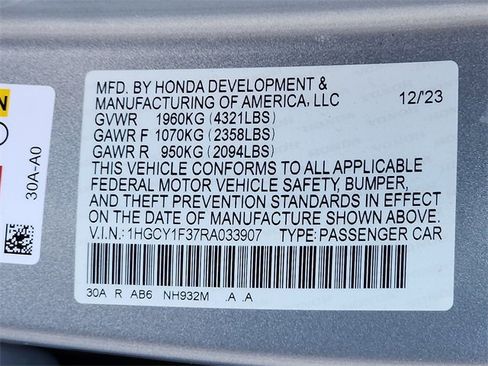 MFD. BY HONDA DEVELOPMENT &
MANUFACTURING OF AMERICA, LLC 12/'23
GVWR 1960KG (4321LBS)
GAWR F 1070KG (2358LBS)
GAWR R 950KG (2094LBS)
THIS VEHICLE CONFORMS TO ALL APPLICABLE
FEDERAL MOTOR VEHICLE SAFETY, BUMPER,
AND THEFT PREVENTION STANDARDS IN EFFECT
ON THE DATE OF MANUFACTURE SHOWN ABOVE.
V.I.N.:1HGCY1F37RA033907 TYPE:PASSENGER CAR
30A R AB6 NH932M .A .A
30A-A0